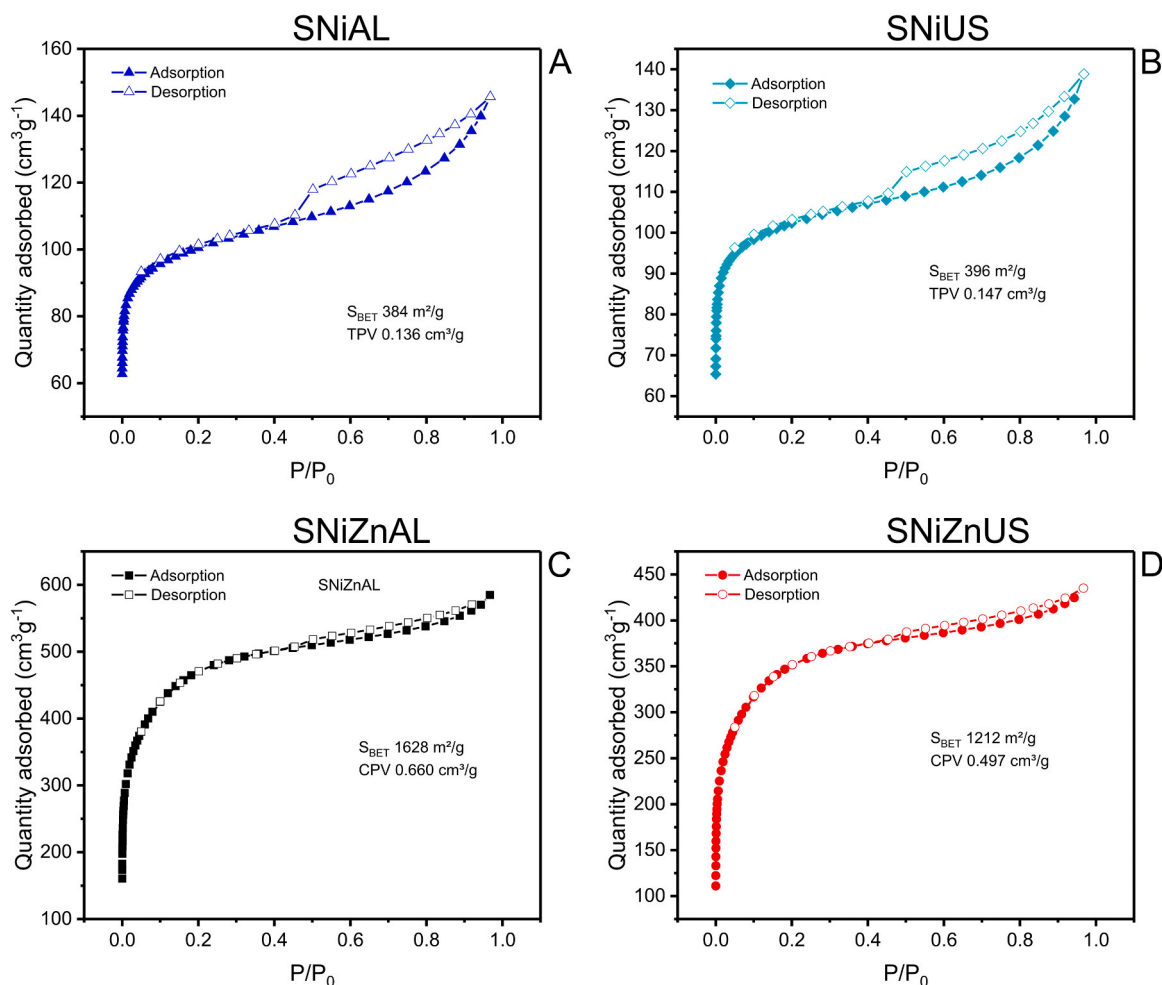 SNiAL
A
Adsorption
Desorption
Quantity adsorbed (cm³g⁻¹)
160
140
120
100
80
60
S_BET 384 m²/g
TPV 0.136 cm³/g
0.0 0.2 0.4 0.6 0.8 1.0
P/P₀
SNiUS
B
Adsorption
Desorption
Quantity adsorbed (cm³g⁻¹)
140
130
120
110
100
90
80
70
60
S_BET 396 m²/g
TPV 0.147 cm³/g
0.0 0.2 0.4 0.6 0.8 1.0
P/P₀
SNiZnAL
C
Adsorption
Desorption
SNiZnAL
Quantity adsorbed (cm³g⁻¹)
600
500
400
300
200
100
S_BET 1628 m²/g
CPV 0.660 cm³/g
0.0 0.2 0.4 0.6 0.8 1.0
P/P₀
SNiZnUS
D
Adsorption
Desorption
Quantity adsorbed (cm³g⁻¹)
450
400
350
300
250
200
150
100
S_BET 1212 m²/g
CPV 0.497 cm³/g
0.0 0.2 0.4 0.6 0.8 1.0
P/P₀